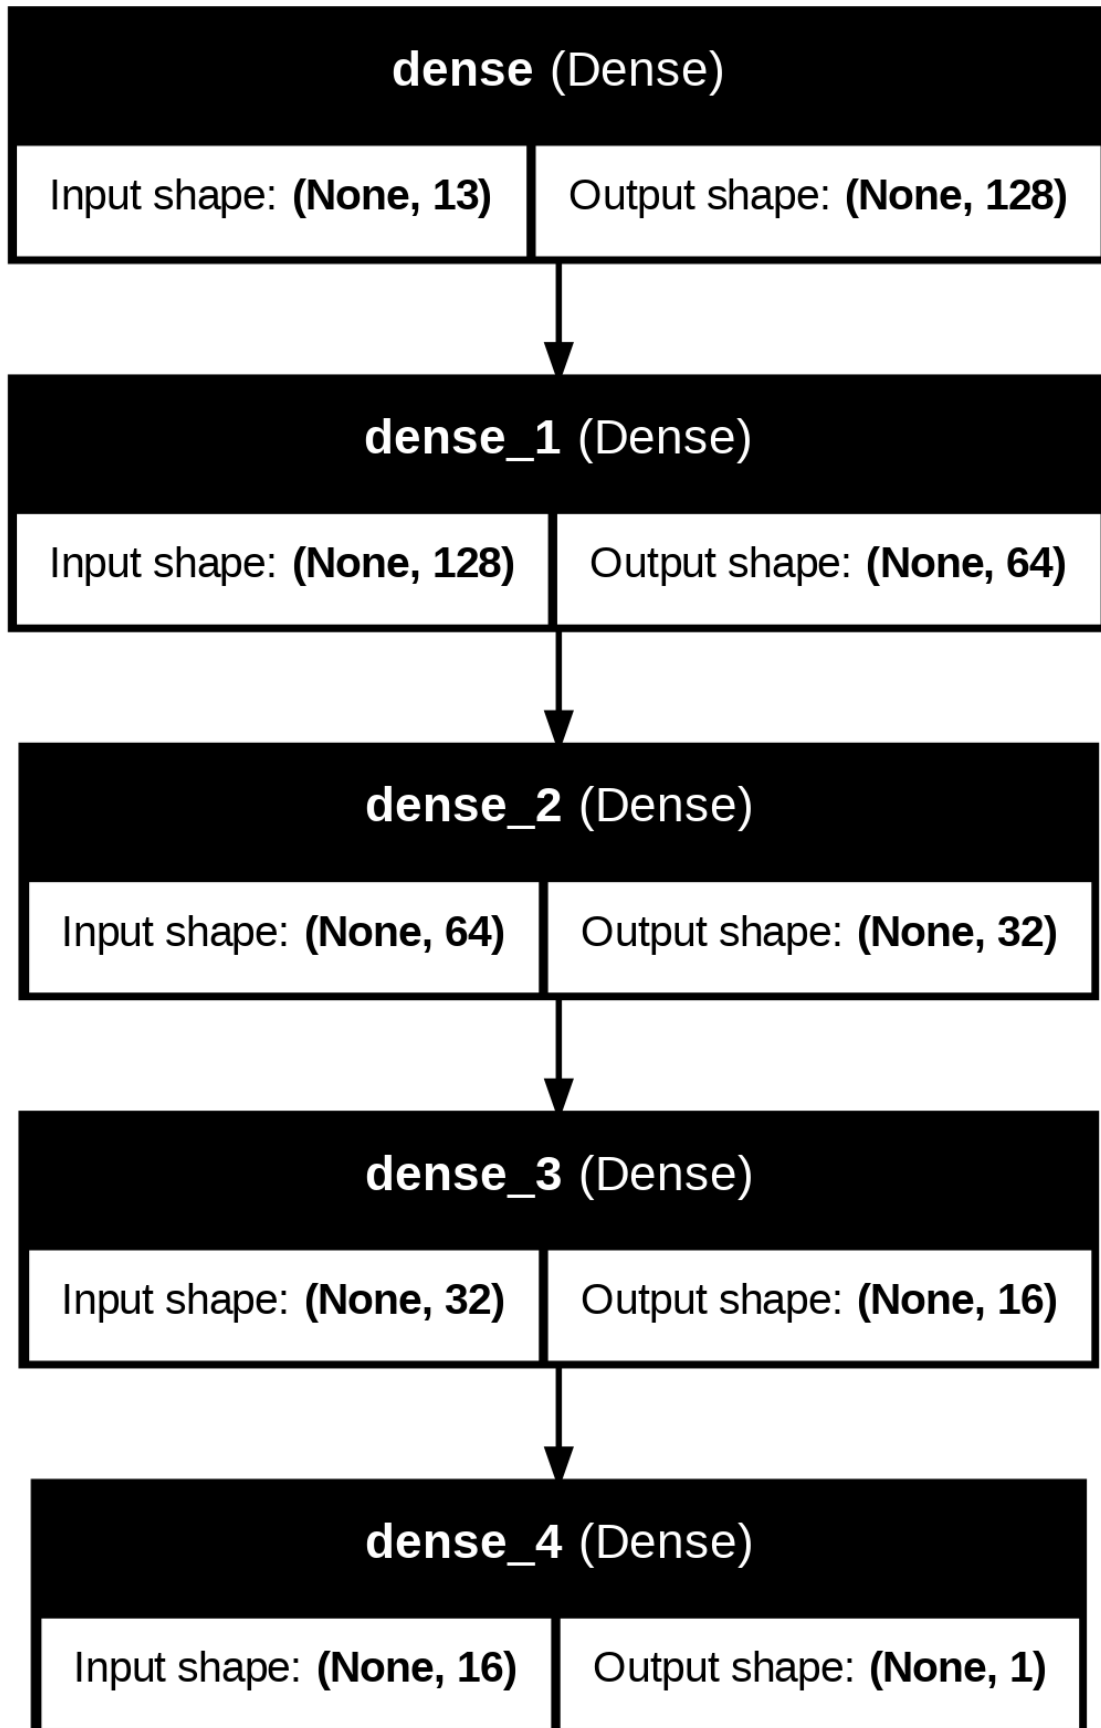 dense (Dense)
Input shape: (None, 13) Output shape: (None, 128)
dense_1 (Dense)
Input shape: (None, 128) Output shape: (None, 64)
dense_2 (Dense)
Input shape: (None, 64) Output shape: (None, 32)
dense_3 (Dense)
Input shape: (None, 32) Output shape: (None, 16)
dense_4 (Dense)
Input shape: (None, 16) Output shape: (None, 1)